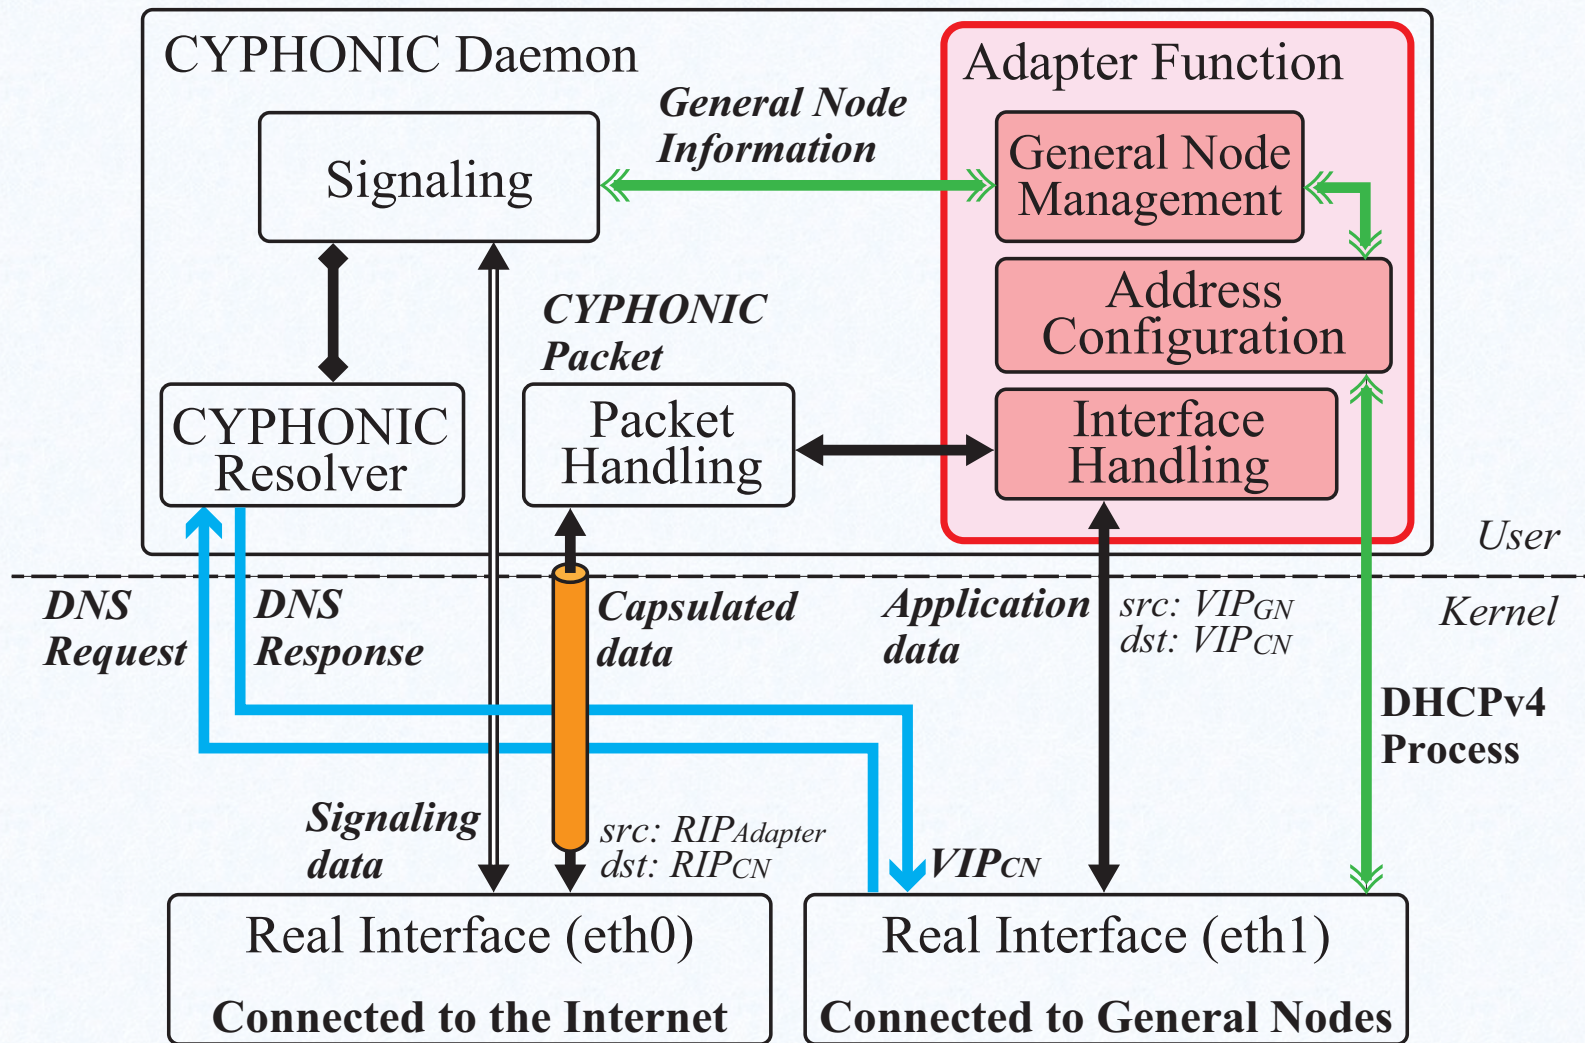 CYPHONIC Daemon
Adapter Function
General Node
Information
Signaling
General Node
Management
Address
Configuration
CYPHONIC
Packet
CYPHONIC
Resolver
Packet
Handling
Interface
Handling
User
Kernel
DNS
Request
DNS
Response
Capsulated
data
Application
data
src: VIPGN
dst: VIPCN
DHCPv4
Process
Signaling
data
src: RIPAdapter
dst: RIPCN
VIPCN
Real Interface (eth0)
Connected to the Internet
Real Interface (eth1)
Connected to General Nodes